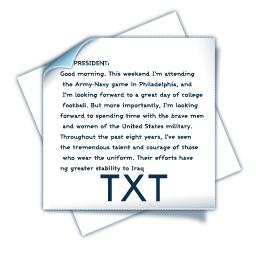 PRESIDENT:
Good morning. This weekend I'm attending
the Army-Navy game in Philadelphia, and
I'm looking forward to a great day of college
football. But more importantly, I'm looking
forward to spending time with the brave men
and women of the United States military.
Throughout the past eight years, I've seen
the tremendous talent and courage of those
who wear the uniform. Their efforts have
ng greater stability to Iraq
TXT